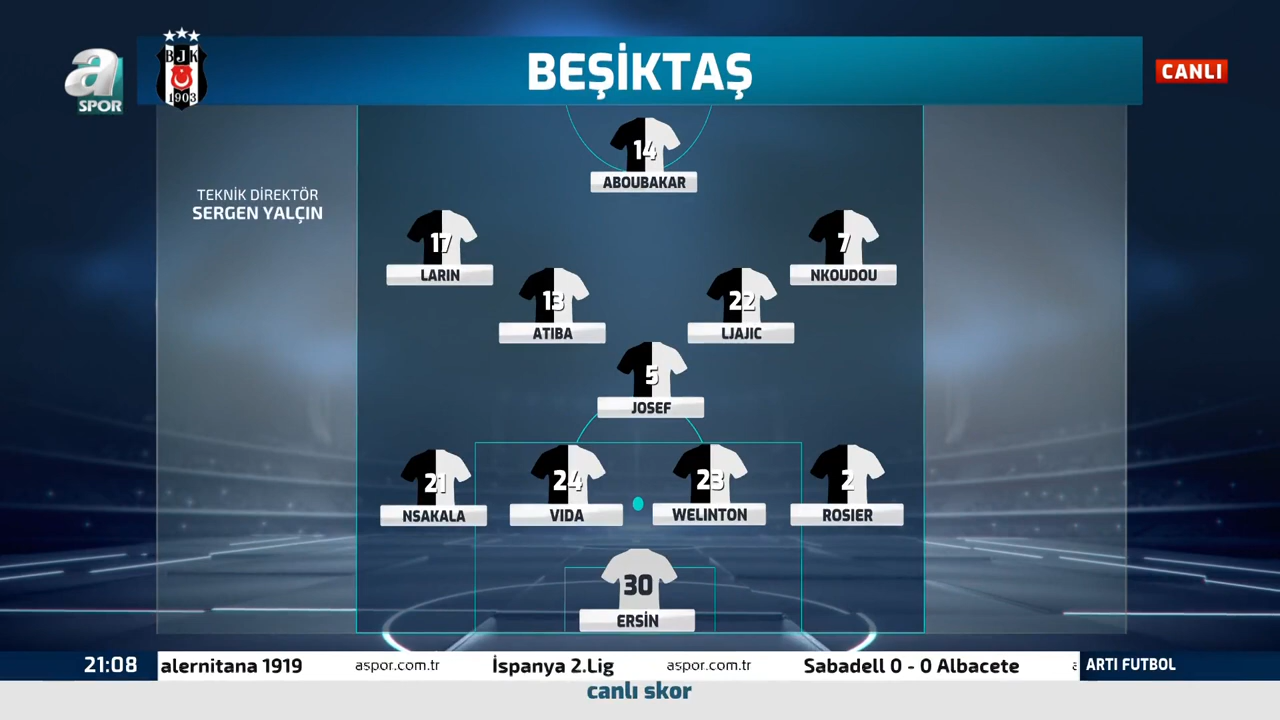 BEŞİKTAŞ
a
SPOR
BJK
1903
CANLI
TEKNİK DİREKTÖR
SERGEN YALÇIN
14
ABOUBAKAR
17
LARIN
7
NKOUDOU
13
ATIBA
22
LJAJIC
5
JOSEF
21
NSAKALA
24
VIDA
23
WELINTON
2
ROSIER
30
ERSİN
21:08
alernitana 1919
aspor.com.tr
İspanya 2.Lig
aspor.com.tr
Sabadell 0 - 0 Albacete
ARTI FUTBOL
canlı skor